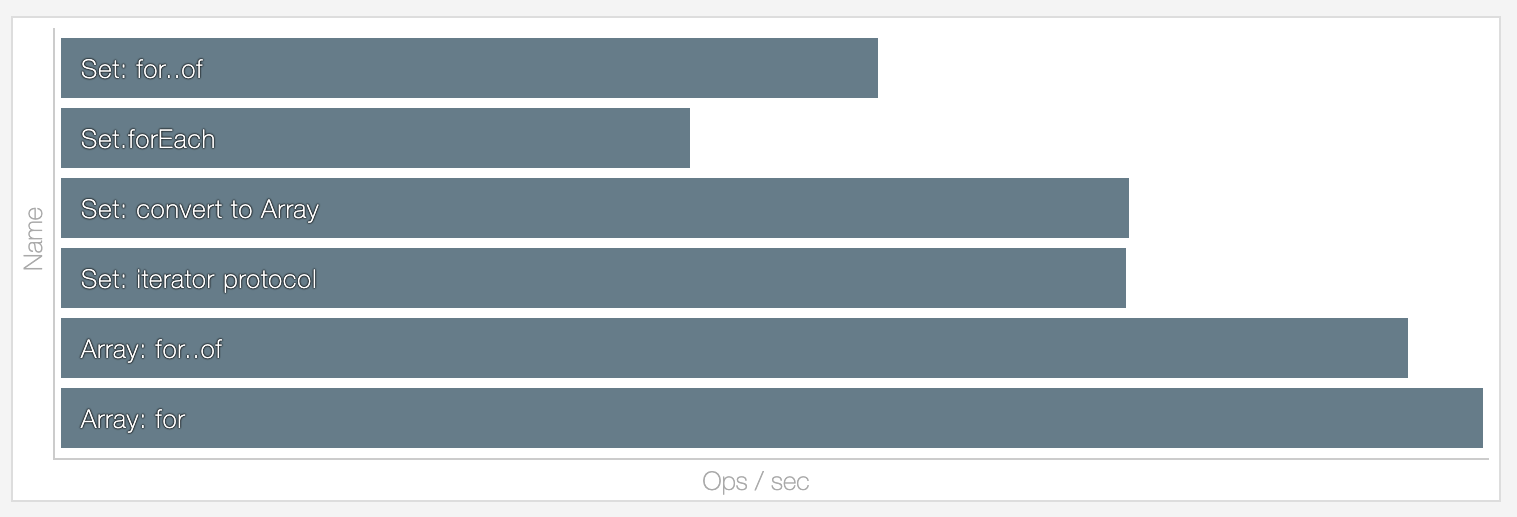 Set: for..of
Set.forEach
Set: convert to Array
Set: iterator protocol
Array: for..of
Array: for
Name
Ops / sec